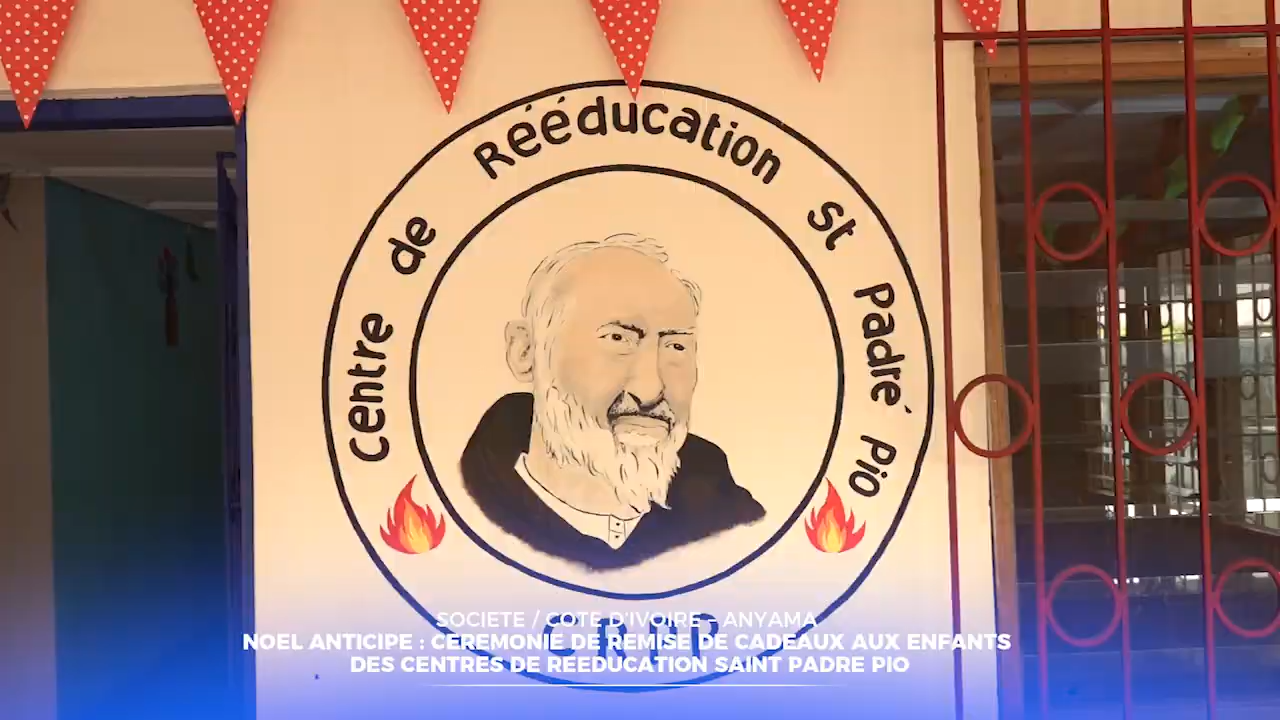 Centre de Rééducation St Padré Pio
SOCIETE / COTE D'IVOIRE - ANYAMA
NOEL ANTICIPE : CEREMONIE DE REMISE DE CADEAUX AUX ENFANTS
DES CENTRES DE REEDUCATION SAINT PADRE PIO